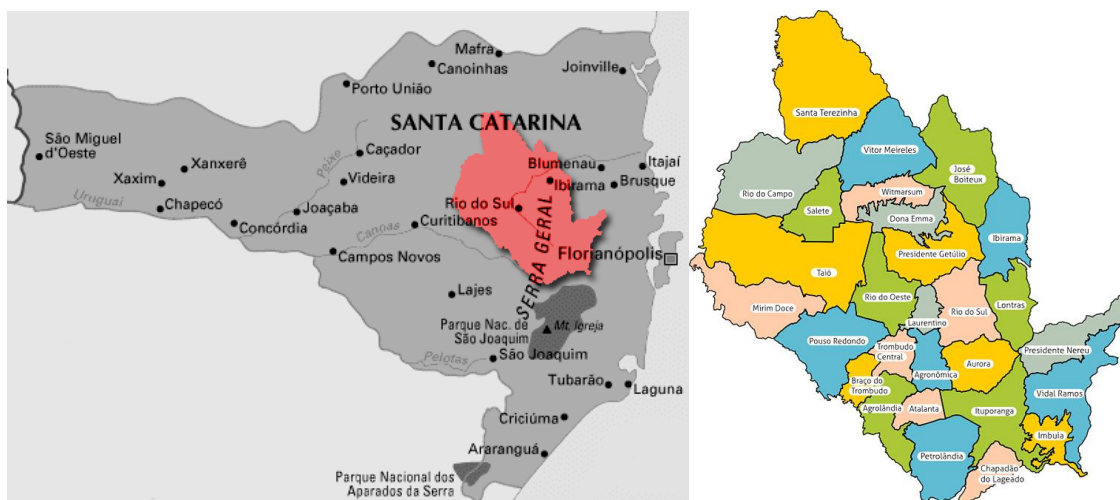 Mafra
Canoinhas
Joinville
Porto União
SANTA CATARINA
São Miguel
d'Oeste
Xanxerê
Caçador
Peixe
Blumenau
Itajaí
Xaxim
Videira
Ibirama
Brusque
Uruguai
Chapecó
Joaçaba
Rio do Sul
Concórdia
Canoas
Curitibanos
Campos Novos
Florianópolis
SERRA GERAL
Lajes
Parque Nac. de
São Joaquim
Mt. Igreja
Pelotas
São Joaquim
Tubarão
Laguna
Criciúma
Araranguá
Parque Nacional dos
Aparados da Serra
Santa Terezinha
Vitor Meireles
José
Boiteux
Rio do Campo
Witmarsum
Salete
Dona Emma
Ibirama
Presidente Getúlio
Taió
Mirim Doce
Rio do Oeste
Lontras
Laurentino
Rio do Sul
Pouso Redondo
Trombudo
Central
Presidente Nereu
Aurora
Agronômica
Braço do
Trombudo
Vidal Ramos
Agrolândia
Atalanta
Ituporanga
Imbuia
Petrolândia
Chapadão
do Lageado